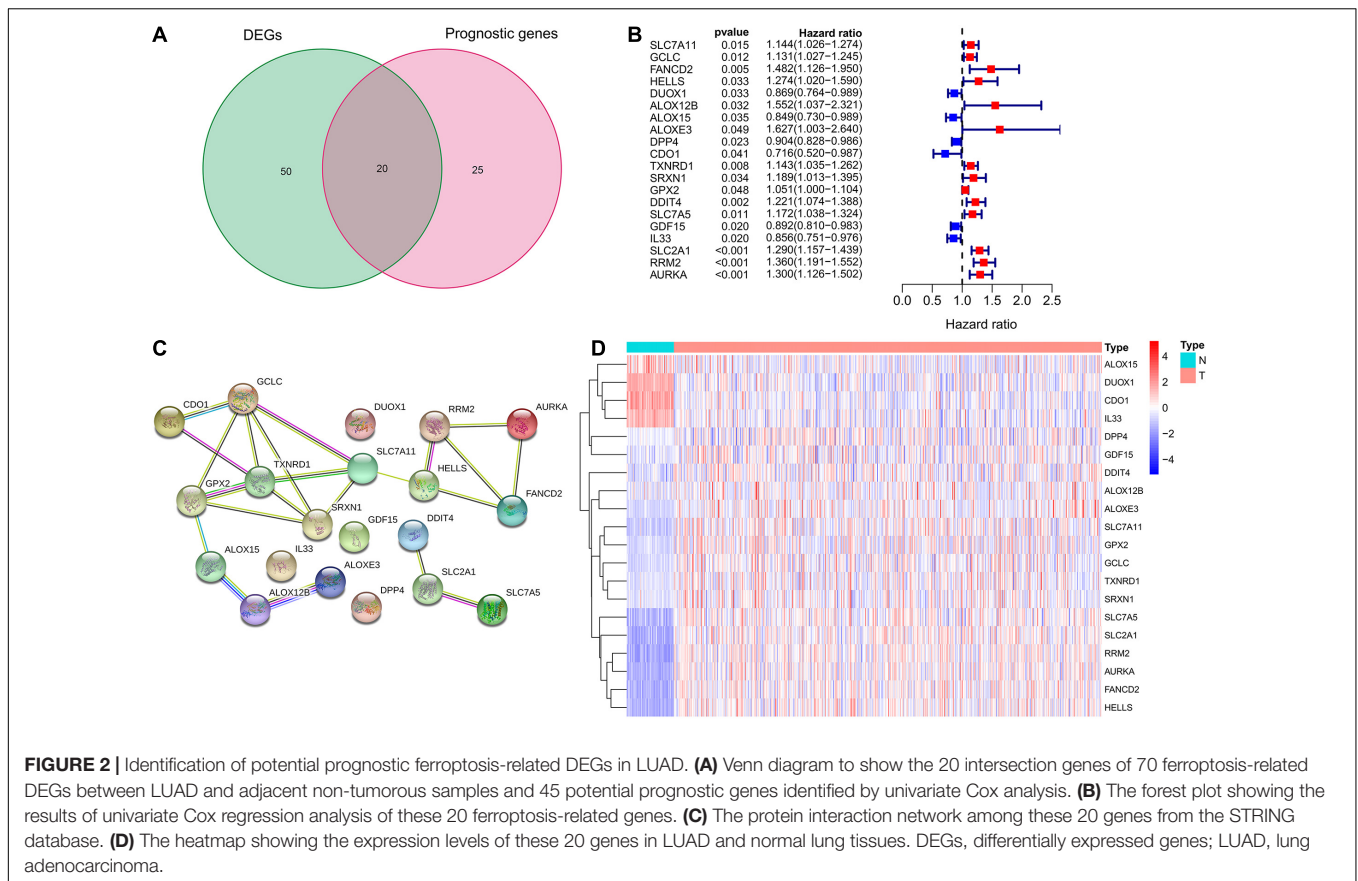 A
DEGs
Prognostic genes
50
20
25
B
pvalue Hazard ratio
SLC7A11 0.015 1.144(1.026−1.274)
GCLC 0.012 1.131(1.027−1.245)
FANCD2 0.005 1.482(1.126−1.950)
HELLS 0.033 1.274(1.020−1.590)
DUOX1 0.033 0.869(0.764−0.989)
ALOX12B 0.032 1.552(1.037−2.321)
ALOX15 0.035 0.849(0.730−0.989)
ALOXE3 0.049 1.627(1.003−2.640)
DPP4 0.023 0.904(0.828−0.986)
CDO1 0.041 0.716(0.520−0.987)
TXNRD1 0.008 1.143(1.035−1.262)
SRXN1 0.034 1.189(1.013−1.395)
GPX2 0.048 1.051(1.000−1.104)
DDIT4 0.002 1.221(1.074−1.388)
SLC7A5 0.011 1.172(1.038−1.324)
GDF15 0.020 0.892(0.810−0.983)
IL33 0.020 0.856(0.751−0.976)
SLC2A1 <0.001 1.290(1.157−1.439)
RRM2 <0.001 1.360(1.191−1.552)
AURKA <0.001 1.300(1.126−1.502)
0.0 0.5 1.0 1.5 2.0 2.5
Hazard ratio
C
GCLC
CDO1
DUOX1
RRM2
AURKA
SLC7A11
TXNRD1
HELLS
GPX2
FANCD2
SRXN1
GDF15
DDIT4
ALOX15
IL33
ALOXE3
SLC2A1
ALOX12B
DPP4
SLC7A5
D
Type
ALOX15
DUOX1
CDO1
IL33
DPP4
GDF15
DDIT4
ALOX12B
ALOXE3
SLC7A11
GPX2
GCLC
TXNRD1
SRXN1
SLC7A5
SLC2A1
RRM2
AURKA
FANCD2
HELLS
4
2
0
−2
−4
Type
N
T
FIGURE 2 | Identification of potential prognostic ferroptosis-related DEGs in LUAD. (A) Venn diagram to show the 20 intersection genes of 70 ferroptosis-related
DEGs between LUAD and adjacent non-tumorous samples and 45 potential prognostic genes identified by univariate Cox analysis. (B) The forest plot showing the
results of univariate Cox regression analysis of these 20 ferroptosis-related genes. (C) The protein interaction network among these 20 genes from the STRING
database. (D) The heatmap showing the expression levels of these 20 genes in LUAD and normal lung tissues. DEGs, differentially expressed genes; LUAD, lung
adenocarcinoma.